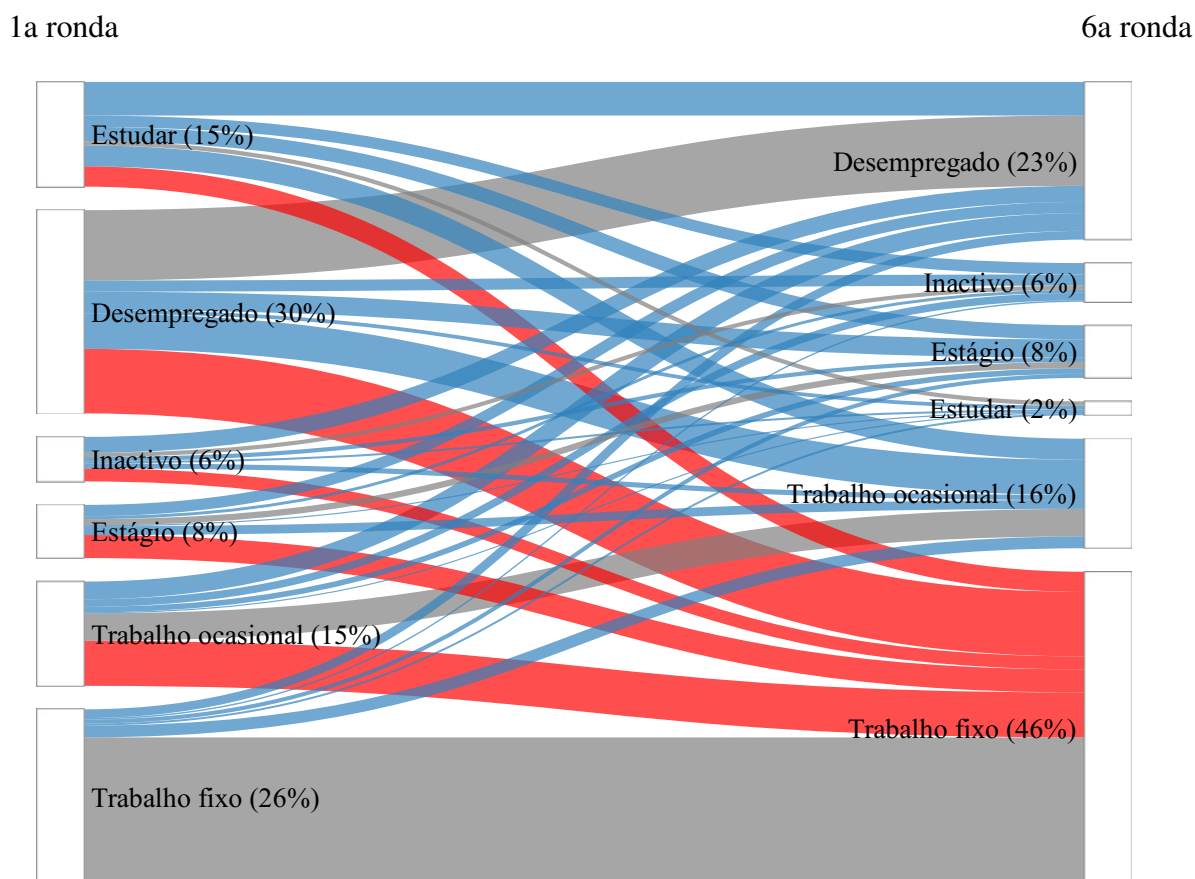 1a ronda
6a ronda
Estudar (15%)
Desempregado (30%)
Inactivo (6%)
Estágio (8%)
Trabalho ocasional (15%)
Trabalho fixo (26%)
Desempregado (23%)
Inactivo (6%)
Estágio (8%)
Estudar (2%)
Trabalho ocasional (16%)
Trabalho fixo (46%)